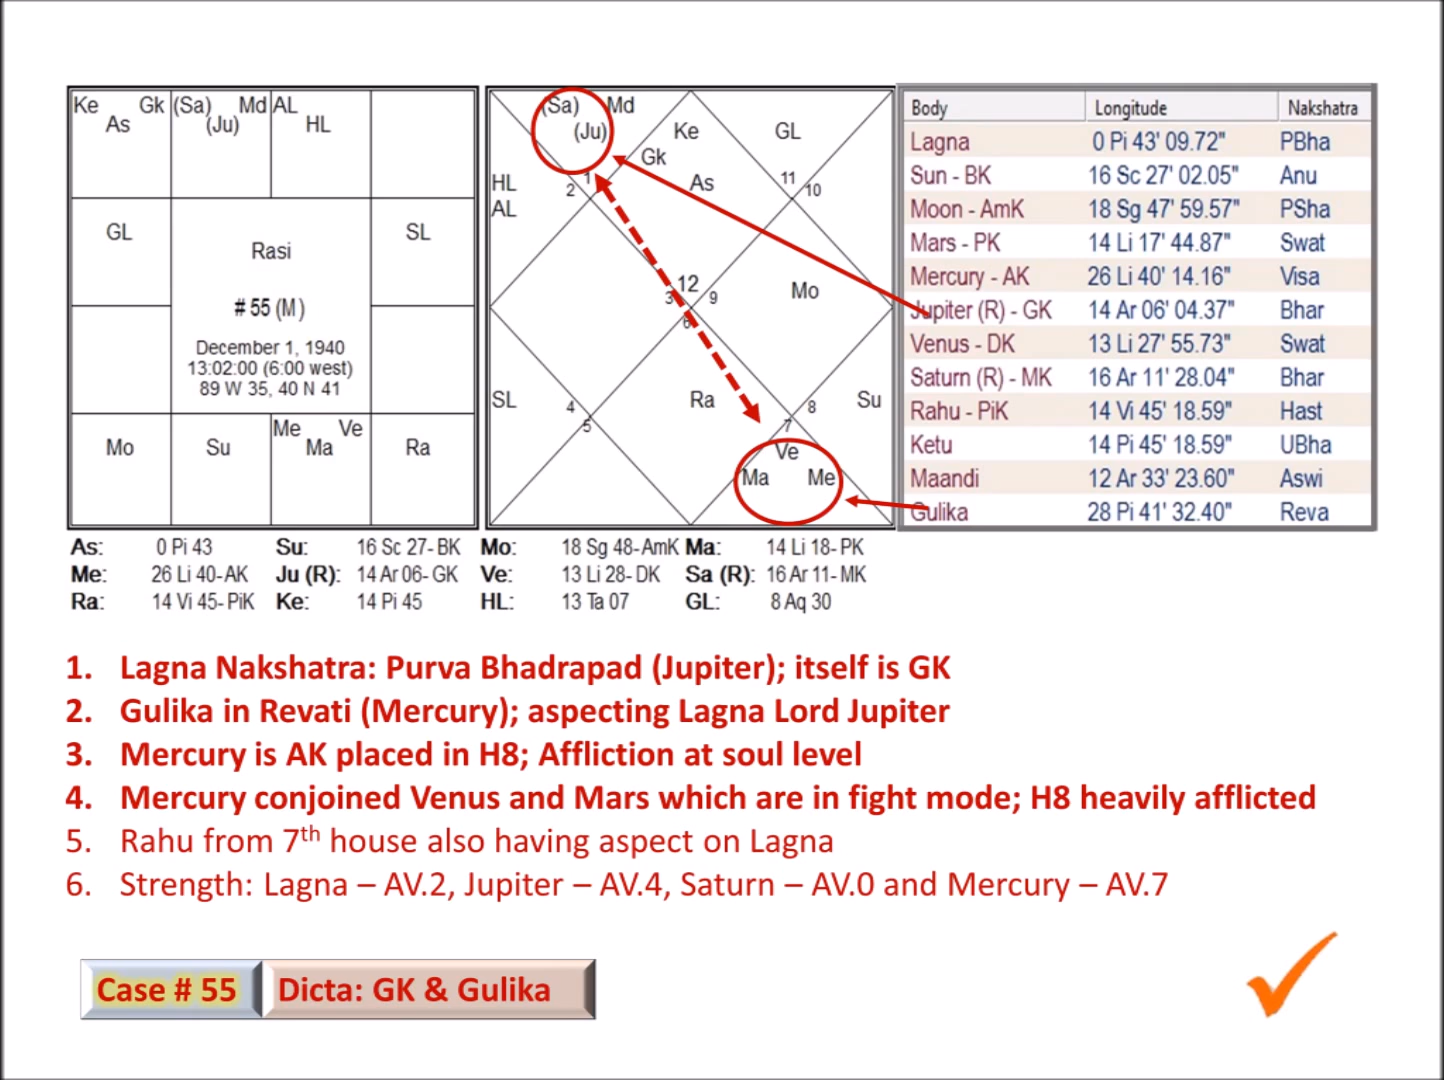 Ke Gk As
(Sa) Md (Ju)
AL HL
GL
SL
Rasi
# 55 (M)
December 1, 1940
13:02:00 (6:00 west)
89 W 35, 40 N 41
Mo
Su
Me Ve Ma
Ra
(Sa) Md
(Ju)
Ke
Gk
As
GL
HL
AL
1
2
11
10
12
3
9
6
Mo
SL
4
5
Ra
8
7
Su
Ve
Ma Me
Body Longitude Nakshatra
Lagna 0 Pi 43' 09.72" PBha
Sun - BK 16 Sc 27' 02.05" Anu
Moon - AmK 18 Sg 47' 59.57" PSha
Mars - PK 14 Li 17' 44.87" Swat
Mercury - AK 26 Li 40' 14.16" Visa
Jupiter (R) - GK 14 Ar 06' 04.37" Bhar
Venus - DK 13 Li 27' 55.73" Swat
Saturn (R) - MK 16 Ar 11' 28.04" Bhar
Rahu - PiK 14 Vi 45' 18.59" Hast
Ketu 14 Pi 45' 18.59" UBha
Maandi 12 Ar 33' 23.60" Aswi
Gulika 28 Pi 41' 32.40" Reva
As: 0 Pi 43 Su: 16 Sc 27- BK Mo: 18 Sg 48- AmK Ma: 14 Li 18- PK
Me: 26 Li 40- AK Ju (R): 14 Ar 06- GK Ve: 13 Li 28- DK Sa (R): 16 Ar 11- MK
Ra: 14 Vi 45- PiK Ke: 14 Pi 45 HL: 13 Ta 07 GL: 8 Aq 30
1. Lagna Nakshatra: Purva Bhadrapad (Jupiter); itself is GK
2. Gulika in Revati (Mercury); aspecting Lagna Lord Jupiter
3. Mercury is AK placed in H8; Affliction at soul level
4. Mercury conjoined Venus and Mars which are in fight mode; H8 heavily afflicted
5. Rahu from 7th house also having aspect on Lagna
6. Strength: Lagna – AV.2, Jupiter – AV.4, Saturn – AV.0 and Mercury – AV.7
Case # 55 Dicta: GK & Gulika